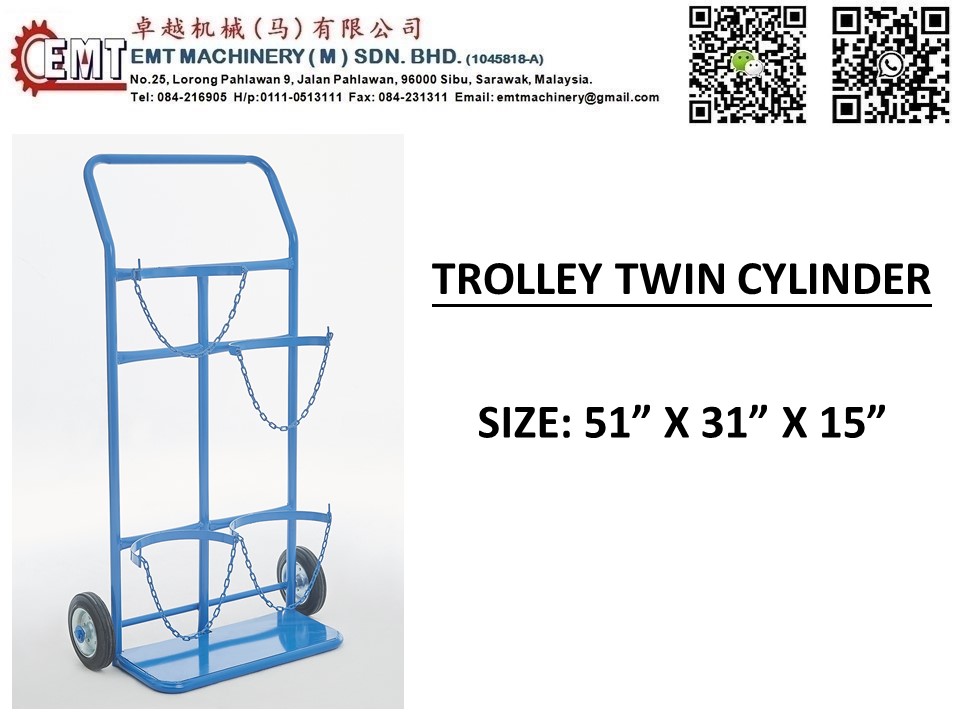 EMT
卓越机械(马)有限公司
EMT MACHINERY ( M ) SDN. BHD. (1045818-A)
No.25, Lorong Pahlawan 9, Jalan Pahlawan, 96000 Sibu, Sarawak, Malaysia.
Tel: 084-216905 H/p:0111-0513111 Fax: 084-231311 Email: emtmachinery@gmail.com
TROLLEY TWIN CYLINDER
SIZE: 51” X 31” X 15”